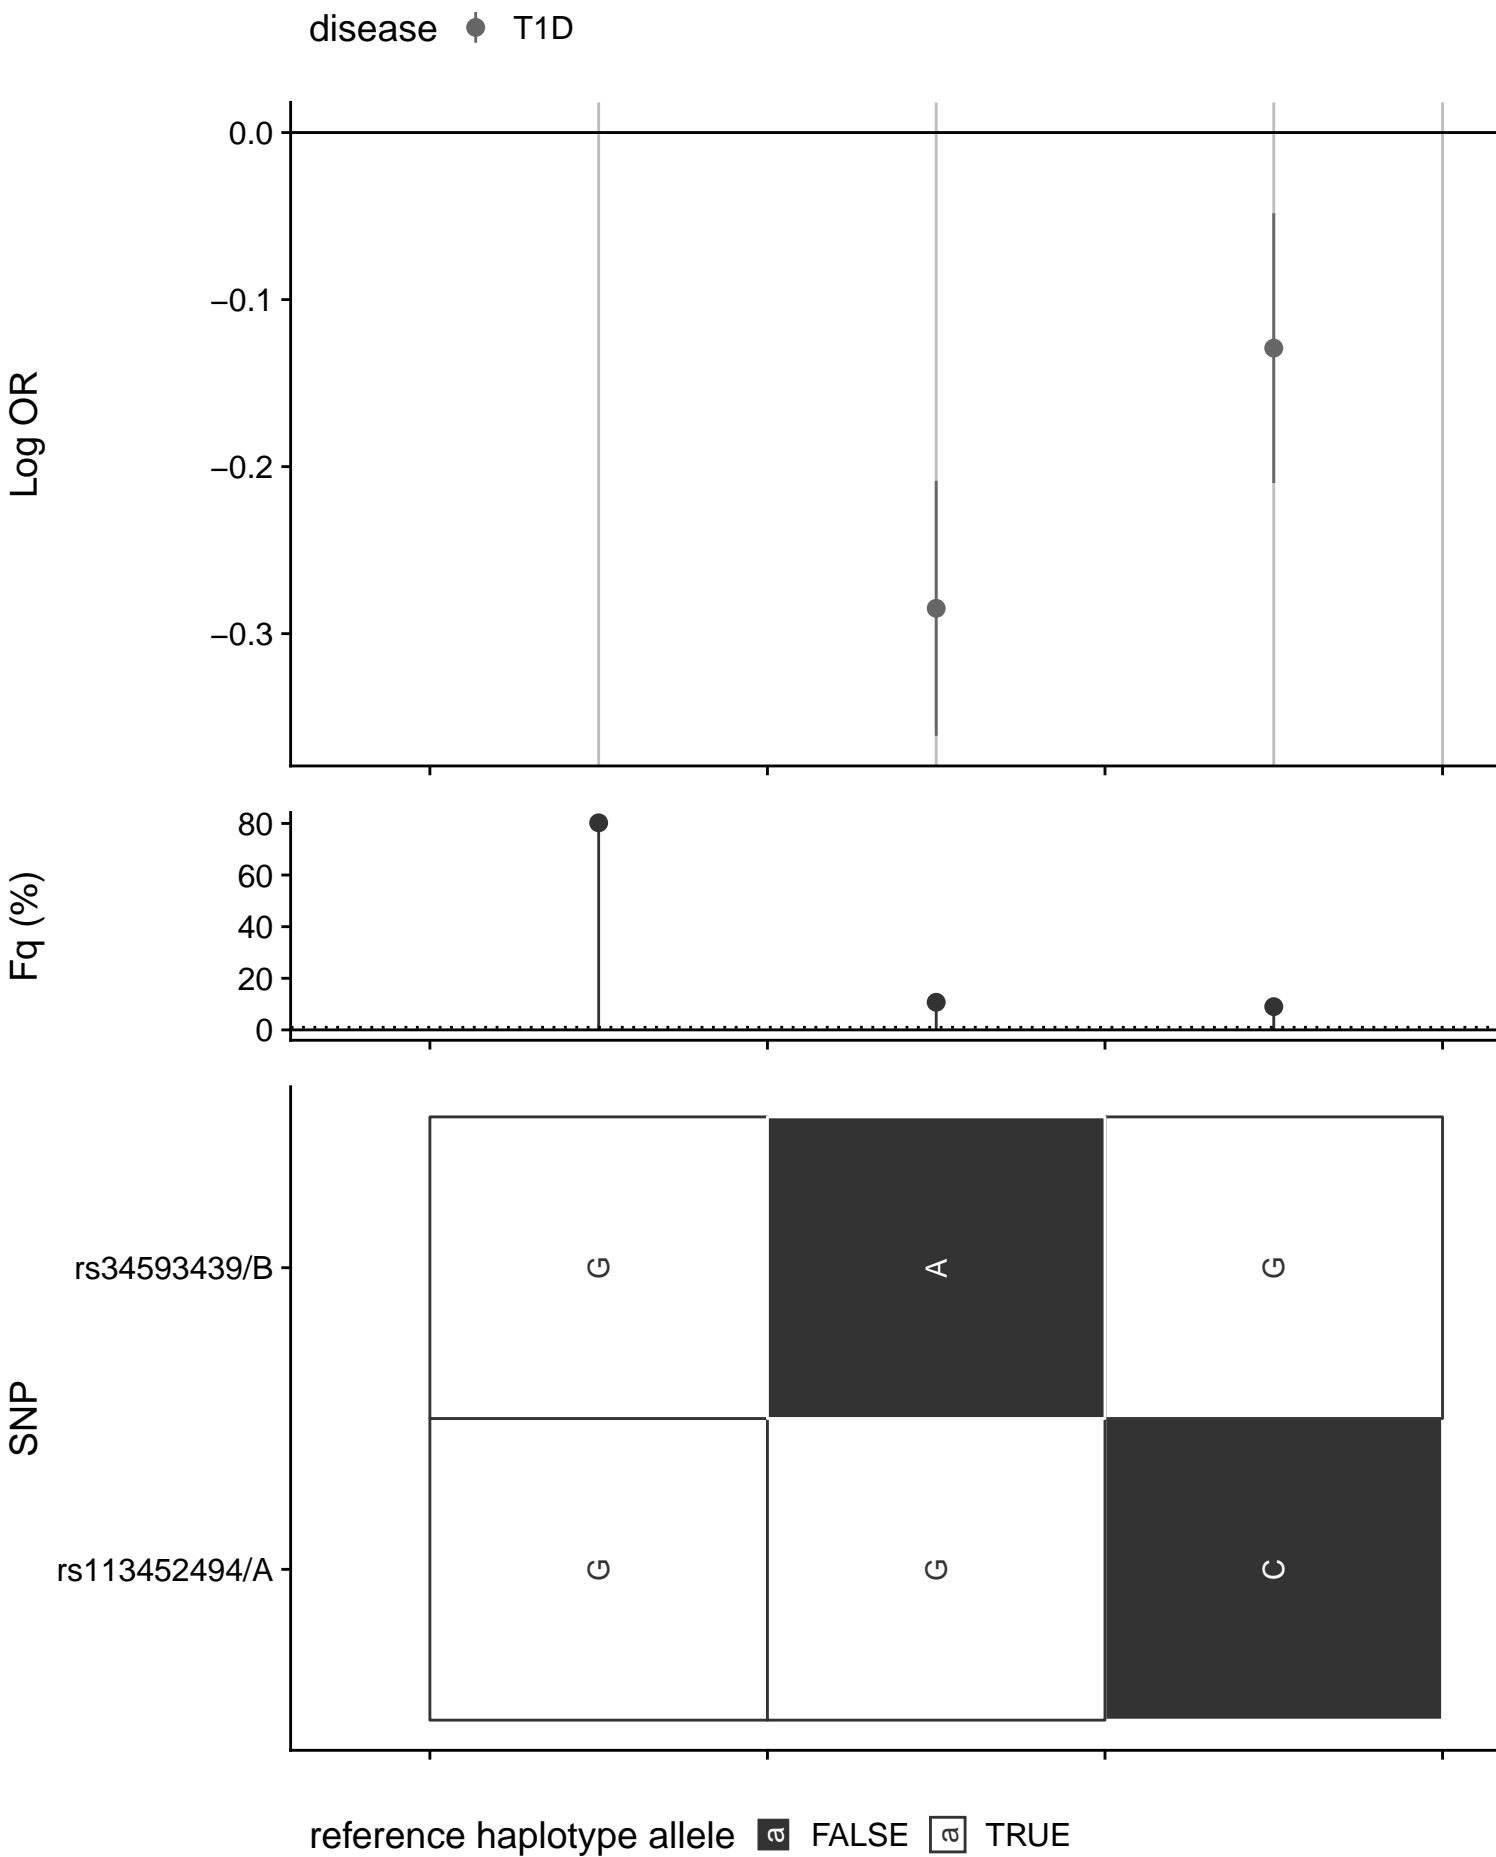 disease T1D
0.0
−0.1
−0.2
−0.3
Log OR
80
60
40
20
0
Fq (%)
rs34593439/B G A G
rs113452494/A G G C
SNP
reference haplotype allele a FALSE a TRUE